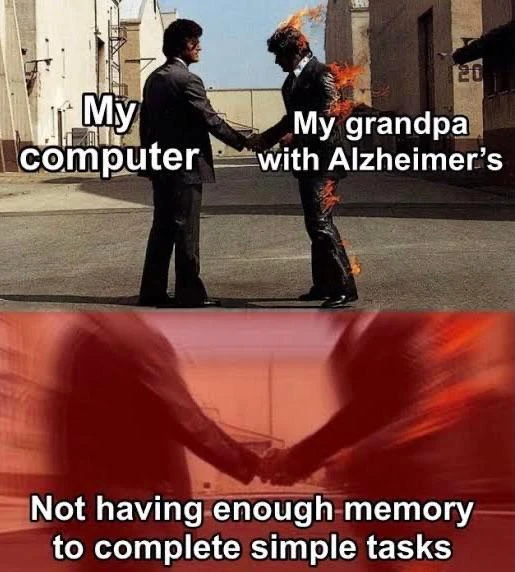 My
computer
My grandpa
with Alzheimer's
20
Not having enough memory
to complete simple tasks